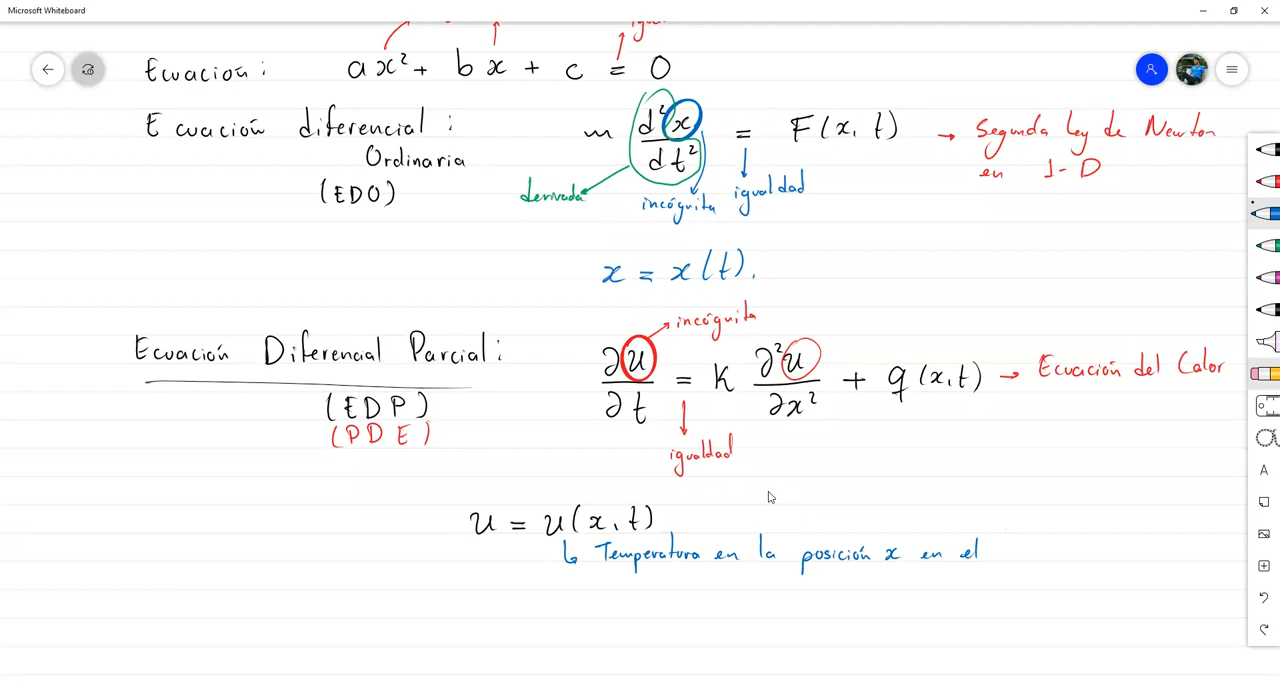 Microsoft Whiteboard
Ecuación: ax² + bx + c = 0
Ecuación diferencial : m d²x/dt² = F(x, t) → Segunda Ley de Newton
Ordinaria
en 1-D
(EDO)
derivada
incógnita
igualdad
x = x(t).
incógnita
Ecuación Diferencial Parcial: ∂u/∂t = K ∂²u/∂x² + q(x,t) → Ecuación del Calor
(EDP)
(PDE)
igualdad
u = u(x,t)
↳ Temperatura en la posición x en el
A